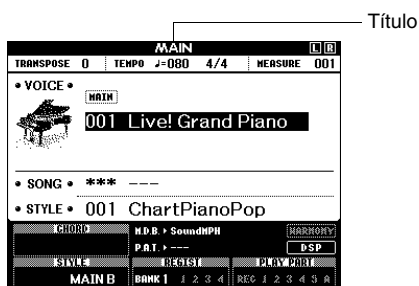 Título
MAIN L R
TRANSPOSE 0 TEMPO ♩=080 4/4 MEASURE 001
• VOICE •
MAIN
001 Live! Grand Piano
• SONG • *** ---
• STYLE • 001 ChartPianoPop
CHORD M.D.B. ▸ SoundMPH HARMONY
P.A.T. ▸ --- DSP
STYLE REGIST PLAY PART
MAIN B BANK 1 1 2 3 4 REC 1 2 3 4 5 A